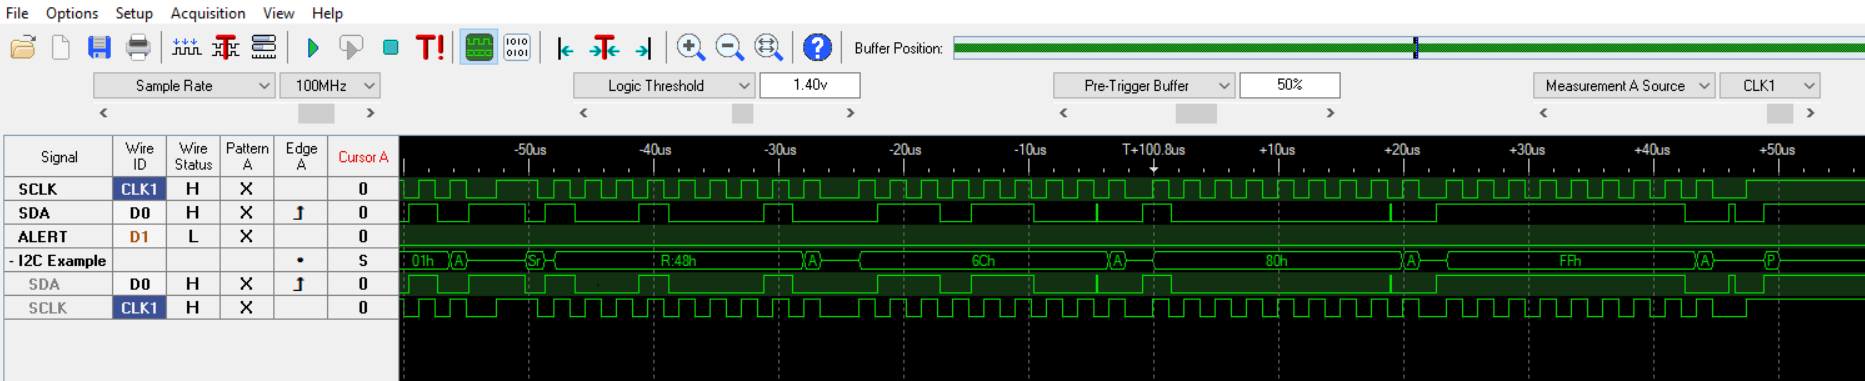 File Options Setup Acquisition View Help
T! 1010 0101 ? Buffer Position:
Sample Rate 100MHz Logic Threshold 1.40v Pre-Trigger Buffer 50% Measurement A Source CLK1
Signal Wire ID Wire Status Pattern A Edge A Cursor A -50us -40us -30us -20us -10us T+100.8us +10us +20us +30us +40us +50us
SCLK CLK1 H X 0
SDA D0 H X 0
ALERT D1 L X 0
- I2C Example S 01h A Sr R:48h A 6Ch A 80h A FFh A P
SDA D0 H X 0
SCLK CLK1 H X 0